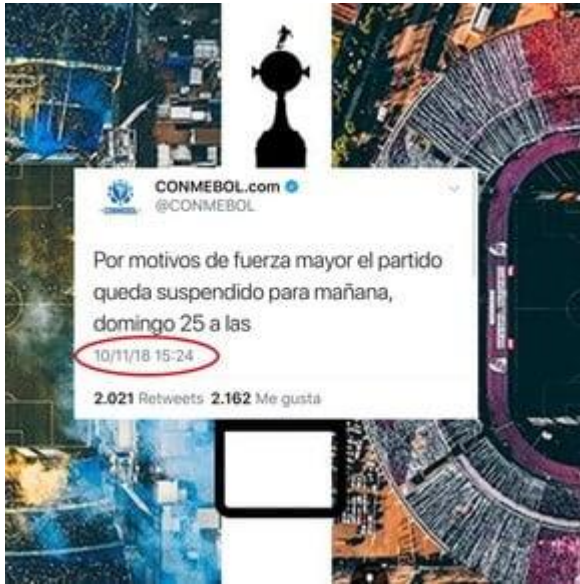 CONMEBOL.com
@CONMEBOL
Por motivos de fuerza mayor el partido
queda suspendido para mañana,
domingo 25 a las
10/11/18 15:24
2.021 Retweets 2.162 Me gusta